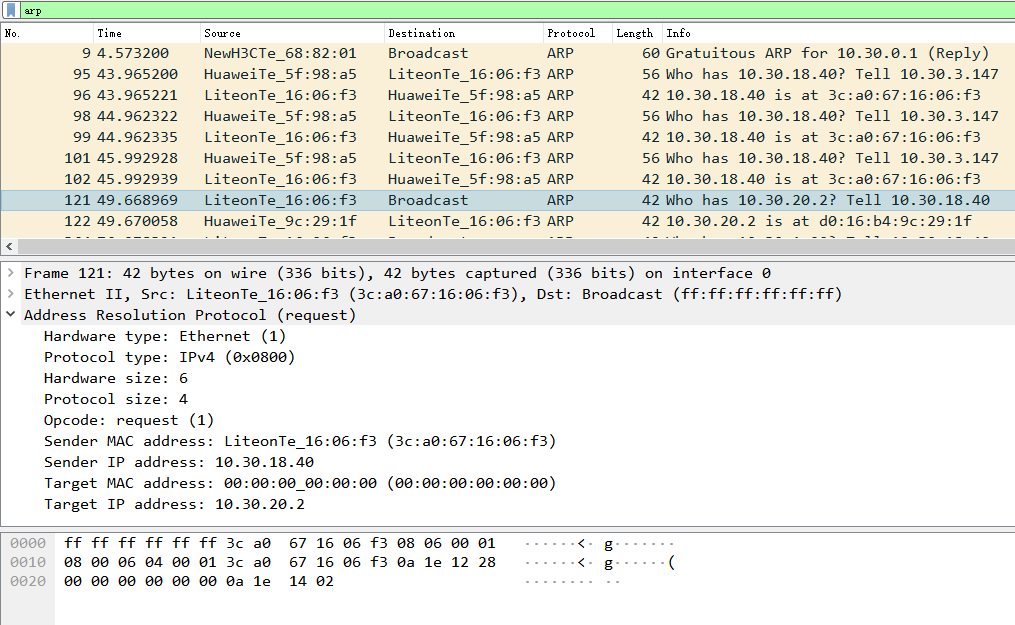 arp
No. Time Source Destination Protocol Length Info
9 4.573200 NewH3CTe_68:82:01 Broadcast ARP 60 Gratuitous ARP for 10.30.0.1 (Reply)
95 43.965200 HuaweiTe_5f:98:a5 LiteonTe_16:06:f3 ARP 56 Who has 10.30.18.40? Tell 10.30.3.147
96 43.965221 LiteonTe_16:06:f3 HuaweiTe_5f:98:a5 ARP 42 10.30.18.40 is at 3c:a0:67:16:06:f3
98 44.962322 HuaweiTe_5f:98:a5 LiteonTe_16:06:f3 ARP 56 Who has 10.30.18.40? Tell 10.30.3.147
99 44.962335 LiteonTe_16:06:f3 HuaweiTe_5f:98:a5 ARP 42 10.30.18.40 is at 3c:a0:67:16:06:f3
101 45.992928 HuaweiTe_5f:98:a5 LiteonTe_16:06:f3 ARP 56 Who has 10.30.18.40? Tell 10.30.3.147
102 45.992939 LiteonTe_16:06:f3 HuaweiTe_5f:98:a5 ARP 42 10.30.18.40 is at 3c:a0:67:16:06:f3
121 49.668969 LiteonTe_16:06:f3 Broadcast ARP 42 Who has 10.30.20.2? Tell 10.30.18.40
122 49.670058 HuaweiTe_9c:29:1f LiteonTe_16:06:f3 ARP 42 10.30.20.2 is at d0:16:b4:9c:29:1f
Frame 121: 42 bytes on wire (336 bits), 42 bytes captured (336 bits) on interface 0
Ethernet II, Src: LiteonTe_16:06:f3 (3c:a0:67:16:06:f3), Dst: Broadcast (ff:ff:ff:ff:ff:ff)
Address Resolution Protocol (request)
Hardware type: Ethernet (1)
Protocol type: IPv4 (0x0800)
Hardware size: 6
Protocol size: 4
Opcode: request (1)
Sender MAC address: LiteonTe_16:06:f3 (3c:a0:67:16:06:f3)
Sender IP address: 10.30.18.40
Target MAC address: 00:00:00_00:00:00 (00:00:00:00:00:00)
Target IP address: 10.30.20.2
0000 ff ff ff ff ff ff 3c a0 67 16 06 f3 08 06 00 01 ······<· g·······
0010 08 00 06 04 00 01 3c a0 67 16 06 f3 0a 1e 12 28 ······<· g······(
0020 00 00 00 00 00 00 0a 1e 14 02 ········ ··